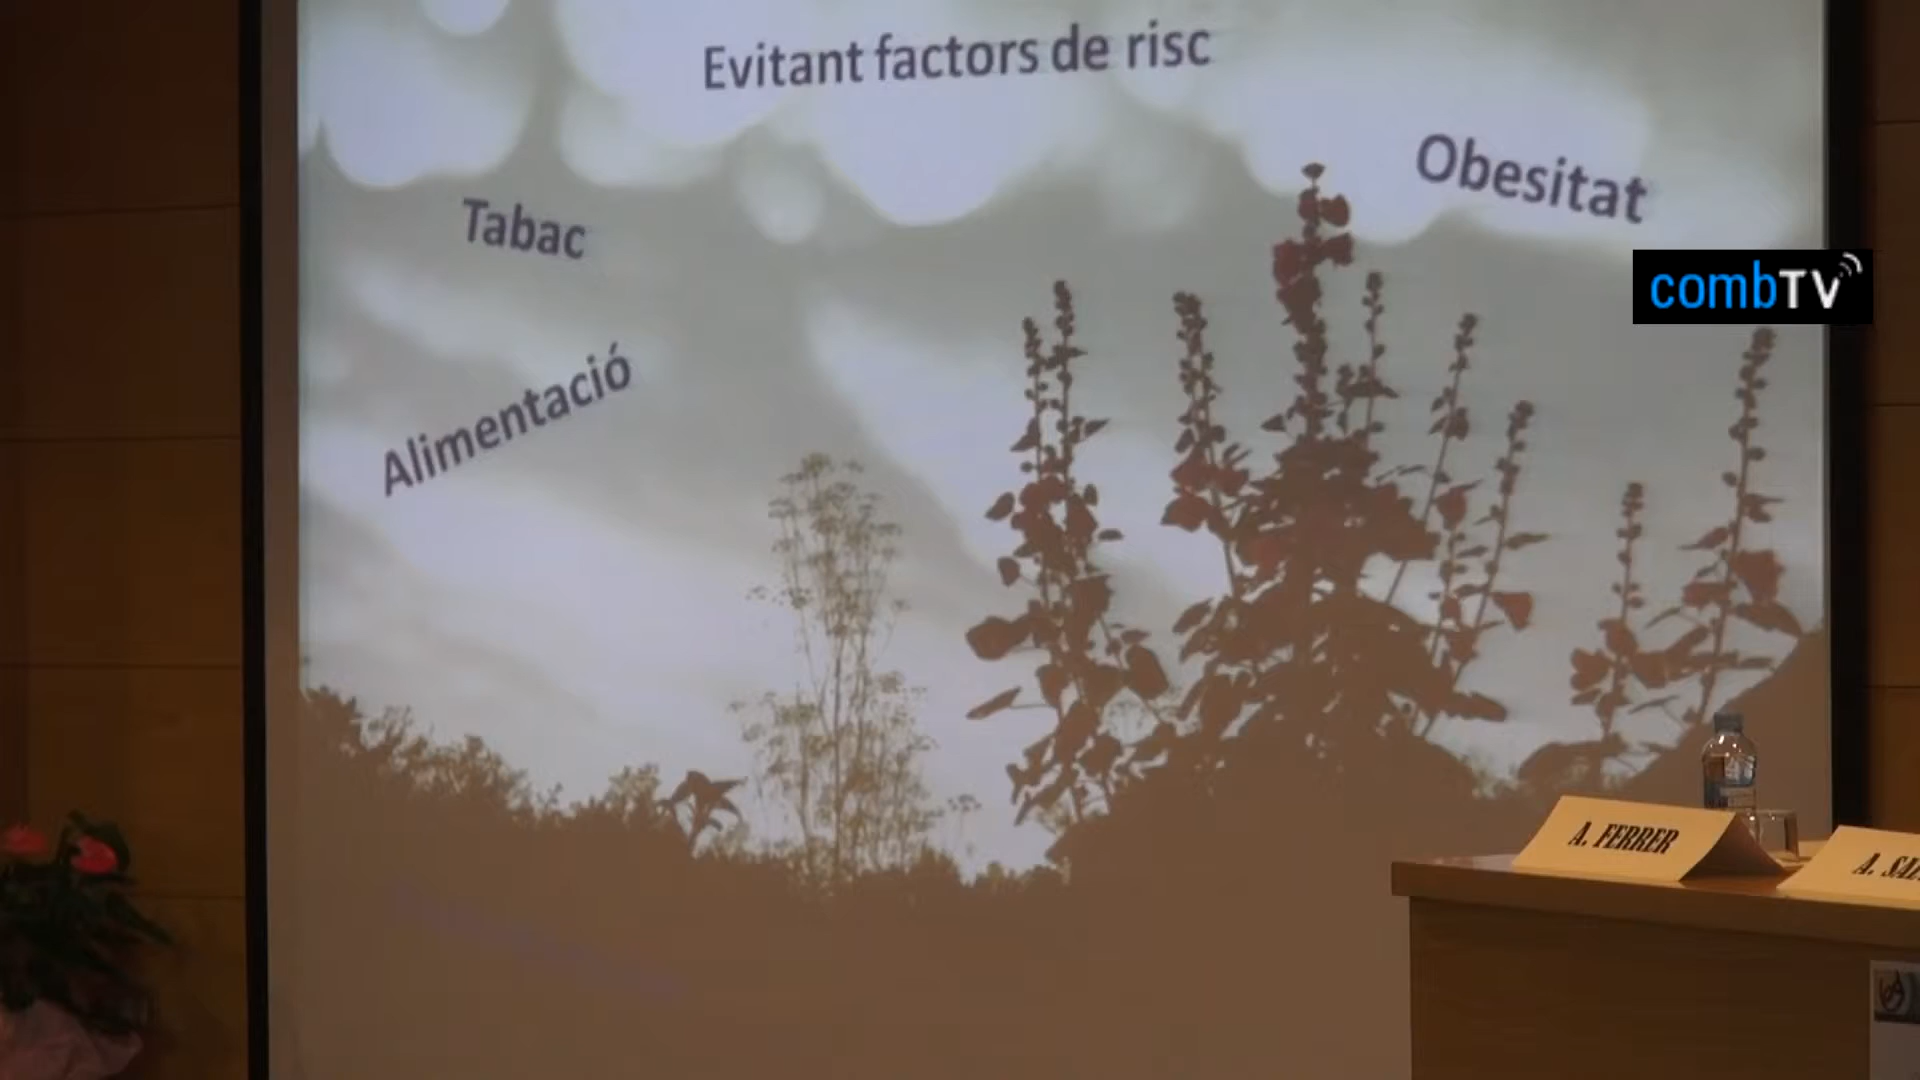 Evitant factors de risc
Obesitat
Tabac
combTV
Alimentació
A. FERRER
A.